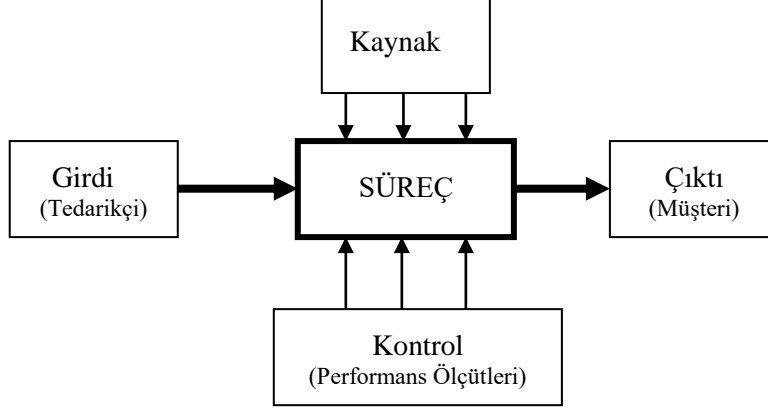 Kaynak
Girdi
(Tedarikçi)
SÜREÇ
Çıktı
(Müşteri)
Kontrol
(Performans Ölçütleri)